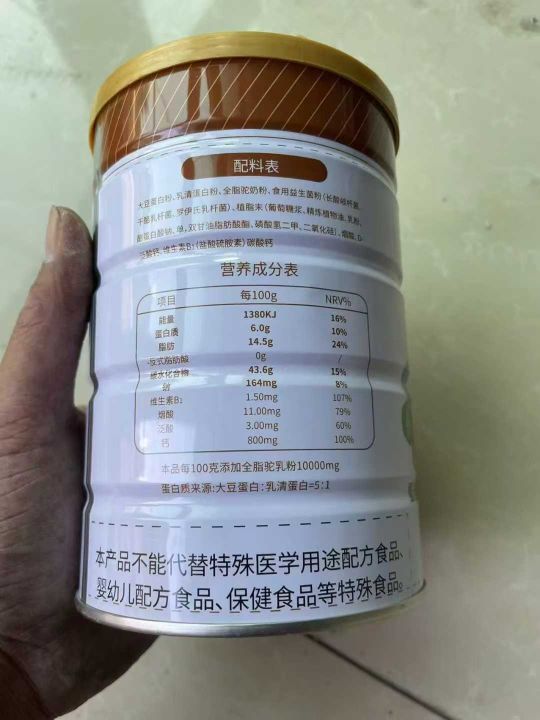 配料表
大豆蛋白粉、乳清蛋白粉、全脂驼奶粉、食用益生菌粉(长双歧杆菌、
干酪乳杆菌、罗伊氏乳杆菌)、植脂末(葡萄糖浆、精炼植物油、乳粉、
酪蛋白酸钠、单,双甘油脂肪酸酯、磷酸氢二钾、二氧化硅)、烟酸、D-
泛酸钙、维生素B₁(盐酸硫胺素)碳酸钙
营养成分表
项目 每100g NRV%
能量 1380KJ 16%
蛋白质 6.0g 10%
脂肪 14.5g 24%
-反式脂肪酸 0g /
碳水化合物 43.6g 15%
钠 164mg 8%
维生素B₁ 1.50mg 107%
烟酸 11.00mg 79%
泛酸 3.00mg 60%
钙 800mg 100%
本品每100克添加全脂驼乳粉10000mg
蛋白质来源:大豆蛋白:乳清蛋白=5:1
本产品不能代替特殊医学用途配方食品、
婴幼儿配方食品、保健食品等特殊食品。